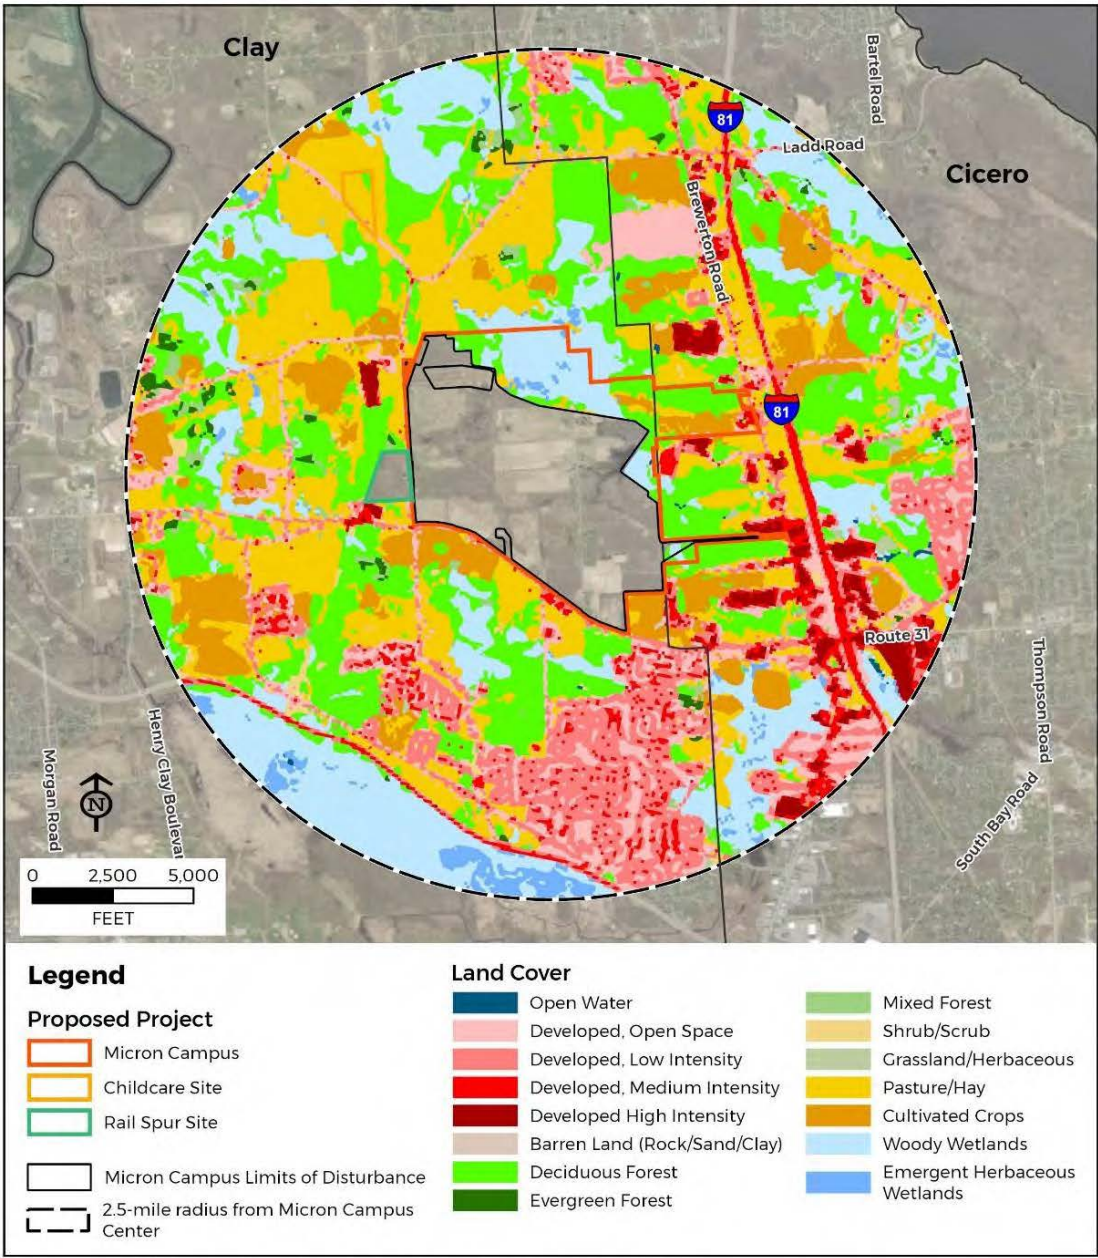 Clay
Bartel Road
81
Ladd Road
Cicero
Brewerton Road
81
Route 31
Thompson Road
Henry Clay Boulevar
Morgan Road
N
South Bay Road
0 2,500 5,000
FEET
Legend
Proposed Project
Micron Campus
Childcare Site
Rail Spur Site
Micron Campus Limits of Disturbance
2.5-mile radius from Micron Campus
Center
Land Cover
Open Water
Developed, Open Space
Developed, Low Intensity
Developed, Medium Intensity
Developed High Intensity
Barren Land (Rock/Sand/Clay)
Deciduous Forest
Evergreen Forest
Mixed Forest
Shrub/Scrub
Grassland/Herbaceous
Pasture/Hay
Cultivated Crops
Woody Wetlands
Emergent Herbaceous
Wetlands